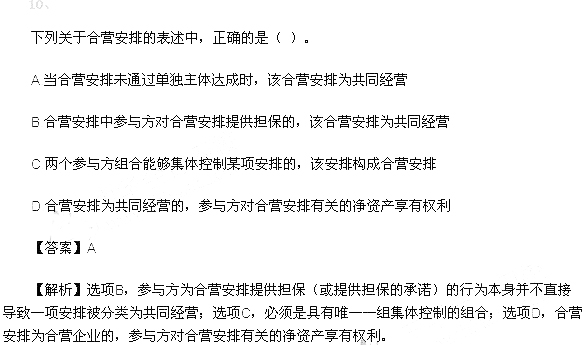 10、
下列关于合营安排的表述中，正确的是（ ）。
A 当合营安排未通过单独主体达成时，该合营安排为共同经营
B 合营安排中参与方对合营安排提供担保的，该合营安排为共同经营
C 两个参与方组合能够集体控制某项安排的，该安排构成合营安排
D 合营安排为共同经营的，参与方对合营安排有关的净资产享有权利
【答案】A
【解析】选项B，参与方为合营安排提供担保（或提供担保的承诺）的行为本身并不直接
导致一项安排被分类为共同经营；选项C，必须是具有唯一一组集体控制的组合；选项D，合营
安排为合营企业的，参与方对合营安排有关的净资产享有权利。